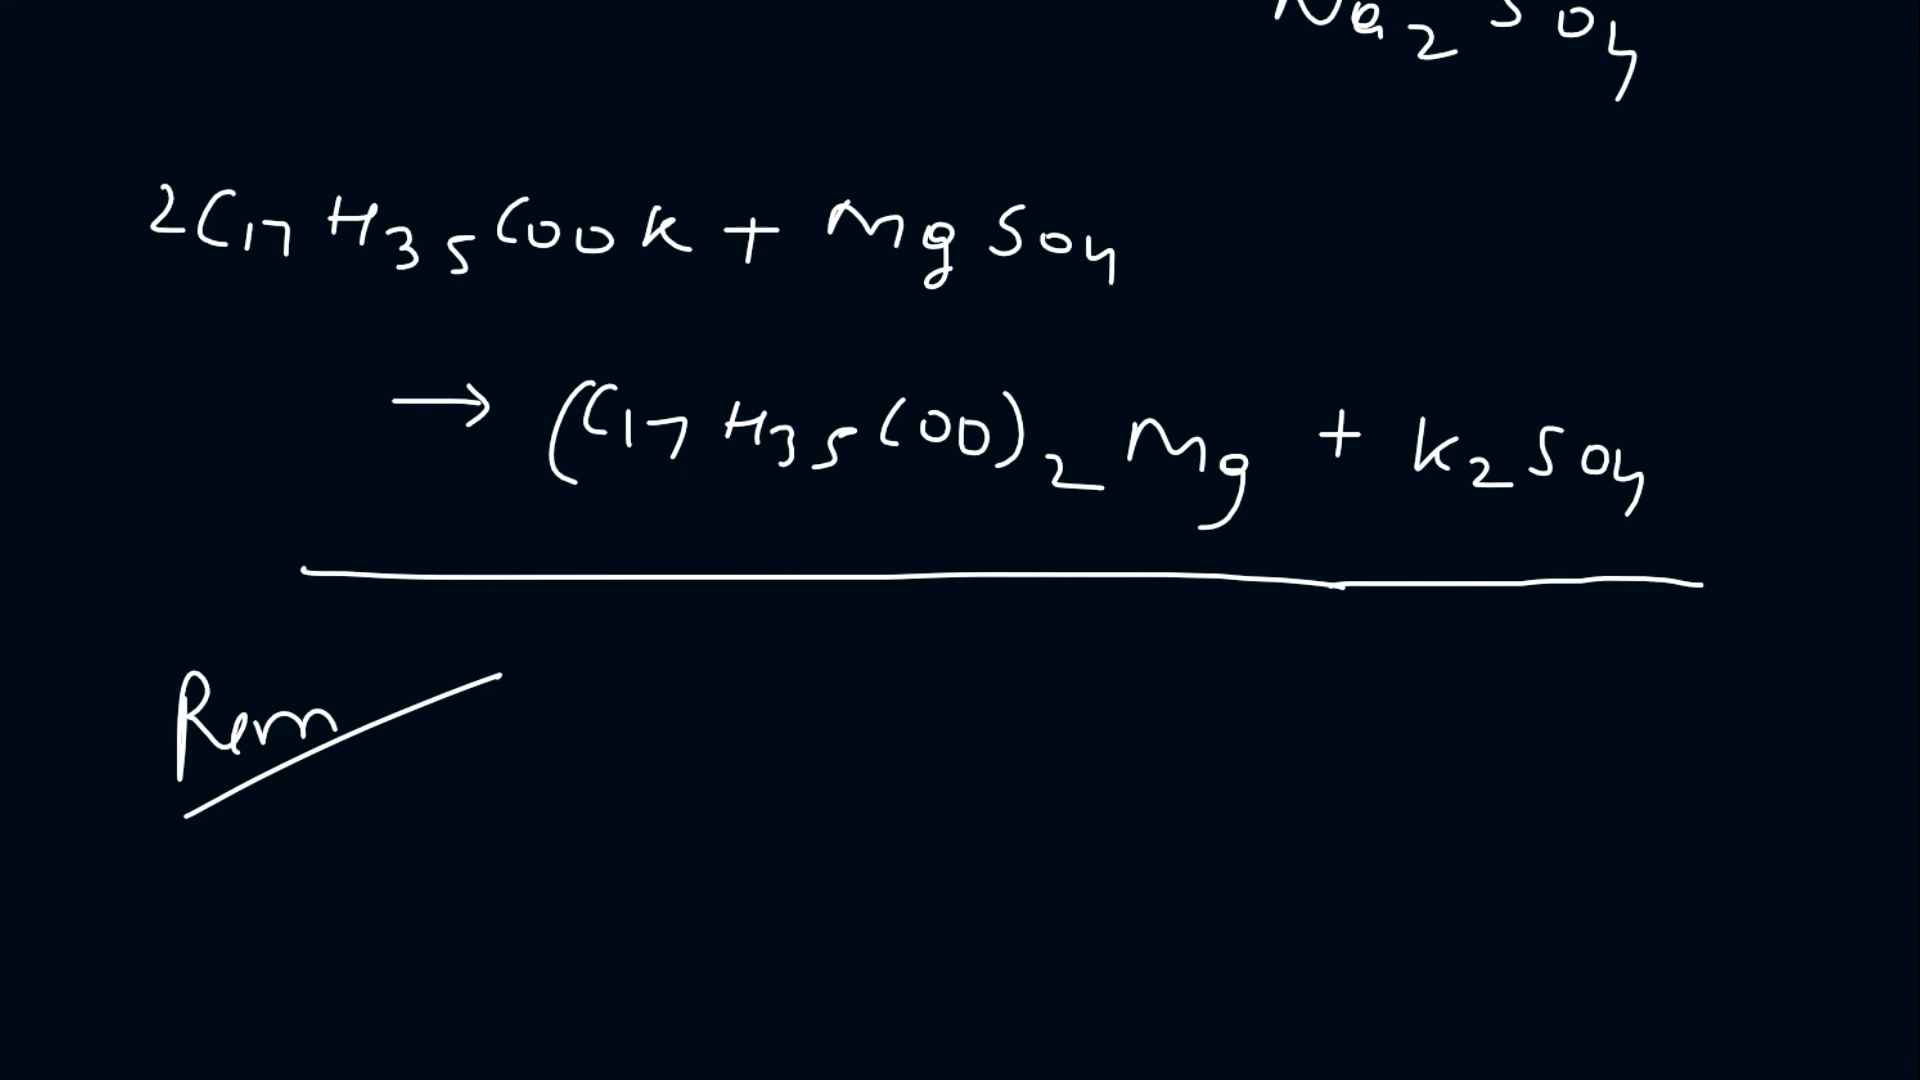 Na₂SO₄
2C₁₇H₃₅COOK + MgSO₄
→ (C₁₇H₃₅COO)₂Mg + K₂SO₄
Rem